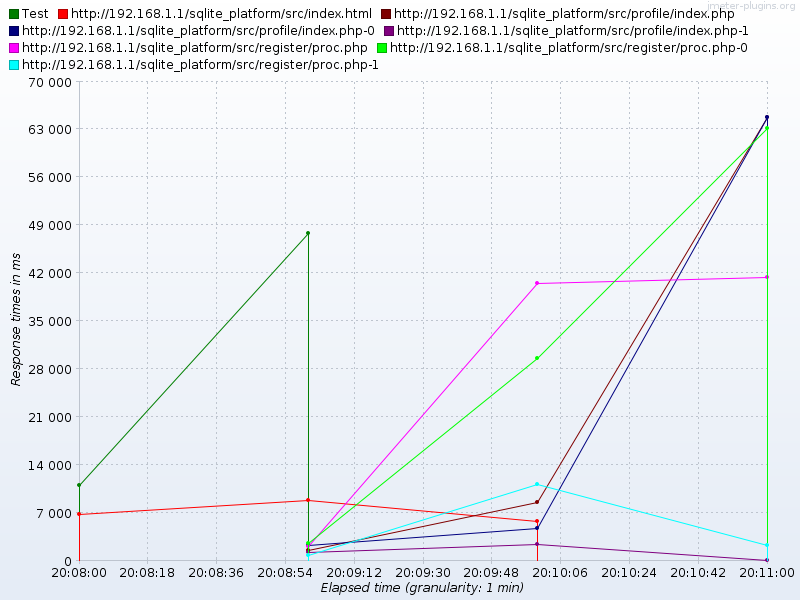 jmeter-plugins.org
Test http://192.168.1.1/sqlite_platform/src/index.html http://192.168.1.1/sqlite_platform/src/profile/index.php
http://192.168.1.1/sqlite_platform/src/profile/index.php-0 http://192.168.1.1/sqlite_platform/src/profile/index.php-1
http://192.168.1.1/sqlite_platform/src/register/proc.php http://192.168.1.1/sqlite_platform/src/register/proc.php-0
http://192.168.1.1/sqlite_platform/src/register/proc.php-1
70 000
63 000
56 000
49 000
42 000
35 000
28 000
21 000
14 000
7 000
0
Response times in ms
20:08:00 20:08:18 20:08:36 20:08:54 20:09:12 20:09:30 20:09:48 20:10:06 20:10:24 20:10:42 20:11:00
Elapsed time (granularity: 1 min)